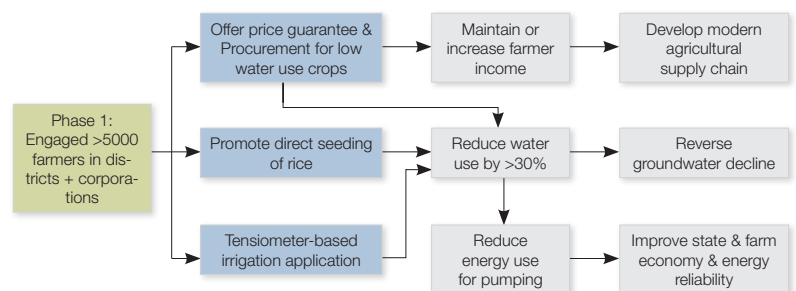 Phase 1:
Engaged >5000
farmers in dis-
tricts + corpora-
tions
Offer price guarantee &
Procurement for low
water use crops
Maintain or
increase farmer
income
Develop modern
agricultural
supply chain
Promote direct seeding
of rice
Reduce water
use by >30%
Reverse
groundwater decline
Tensiometer-based
irrigation application
Reduce
energy use
for pumping
Improve state & farm
economy & energy
reliability